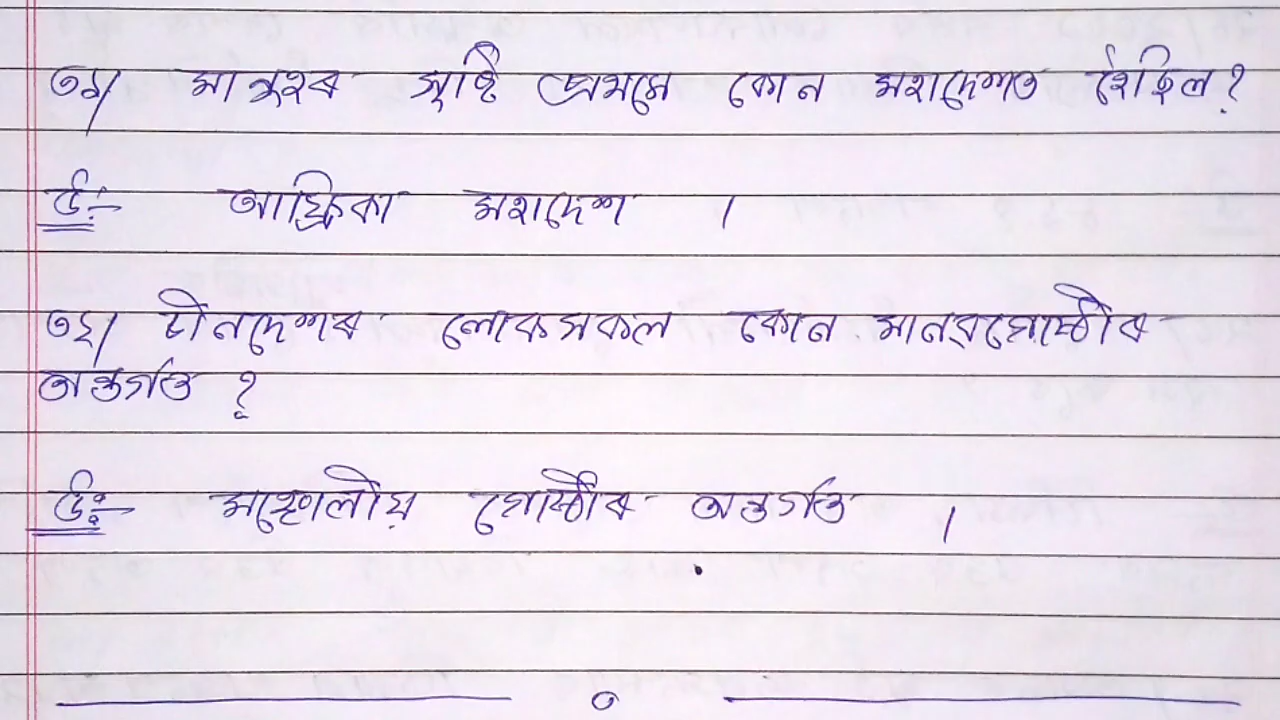 ৩১/ মানুহৰ সৃষ্টি প্ৰথমে কোন মহাদেশত হৈছিল?
উ:- আফ্ৰিকা মহাদেশ ।
৩২/ চীনদেশৰ লোকসকল কোন মানৱগোষ্ঠীৰ
অন্তৰ্গত ?
উঃ- মঙ্গোলীয় গোষ্ঠীৰ অন্তৰ্গত ।